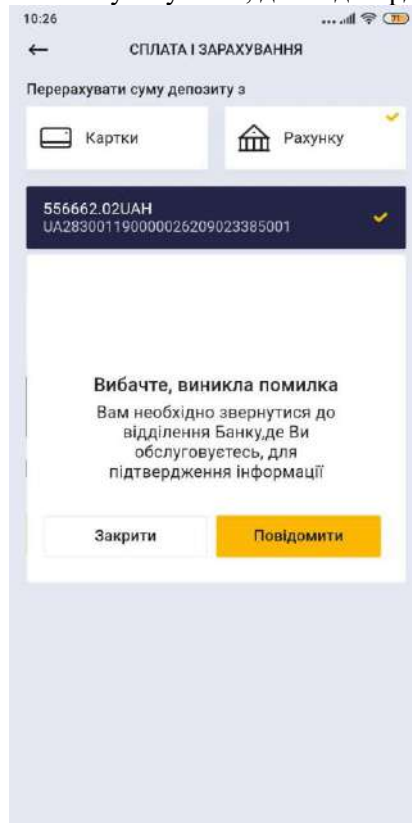 10:26
71
СПЛАТА І ЗАРАХУВАННЯ
Перерахувати суму депозиту з
Картки
Рахунку
556662.02UAH
UA283001190000026209023385001
Вибачте, виникла помилка
Вам необхідно звернутися до
відділення Банку,де Ви
обслуговуєтесь, для
підтвердження інформації
Закрити
Повідомити